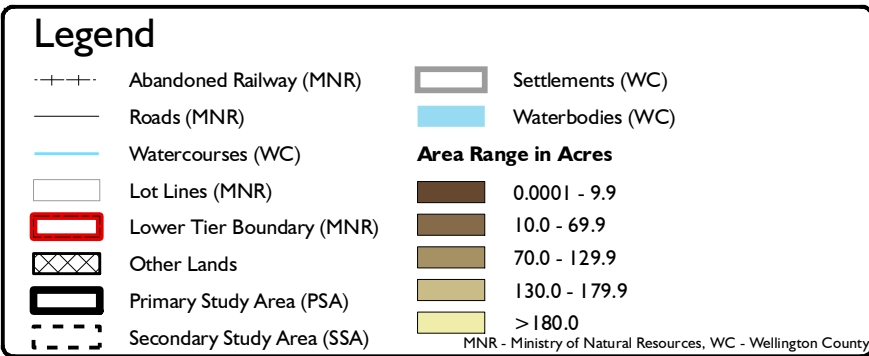 Legend
Abandoned Railway (MNR)
Roads (MNR)
Watercourses (WC)
Lot Lines (MNR)
Lower Tier Boundary (MNR)
Other Lands
Primary Study Area (PSA)
Secondary Study Area (SSA)
Settlements (WC)
Waterbodies (WC)
Area Range in Acres
0.0001 - 9.9
10.0 - 69.9
70.0 - 129.9
130.0 - 179.9
>180.0
MNR - Ministry of Natural Resources, WC - Wellington County